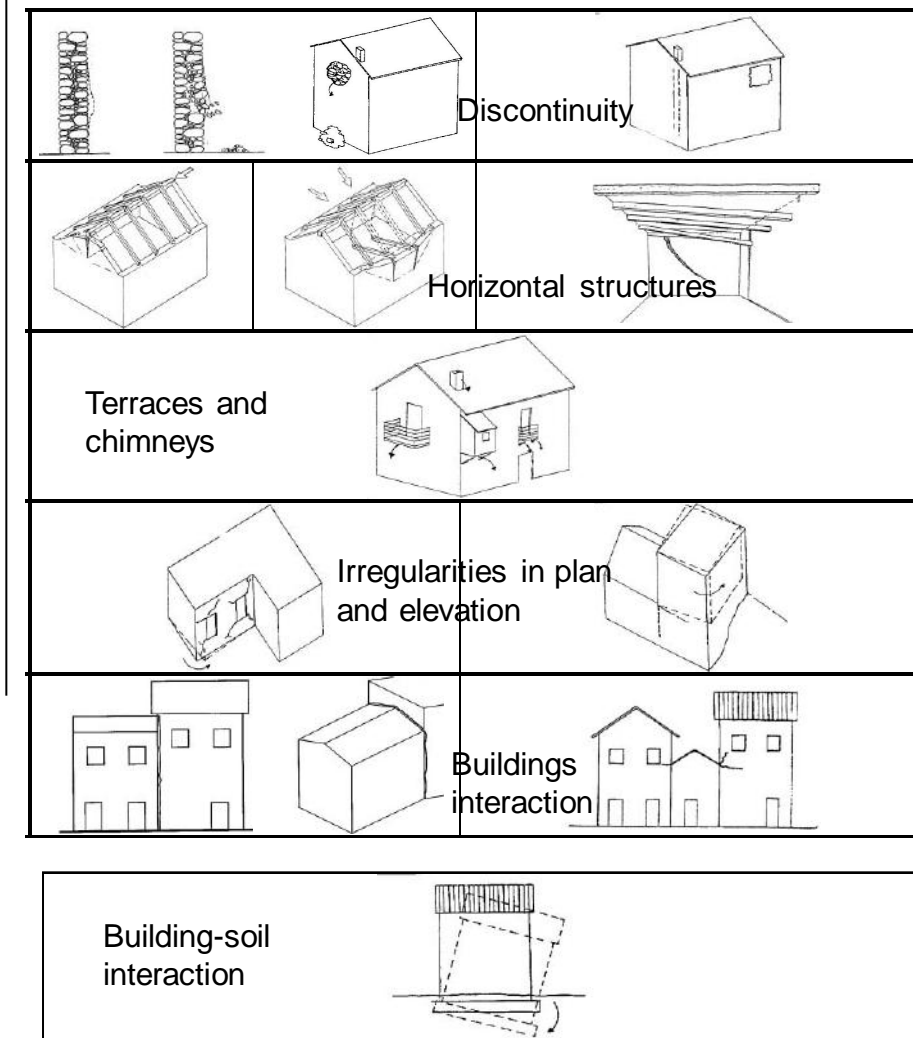 Discontinuity
Horizontal structures
Terraces and
chimneys
Irregularities in plan
and elevation
Buildings
interaction
Building-soil
interaction